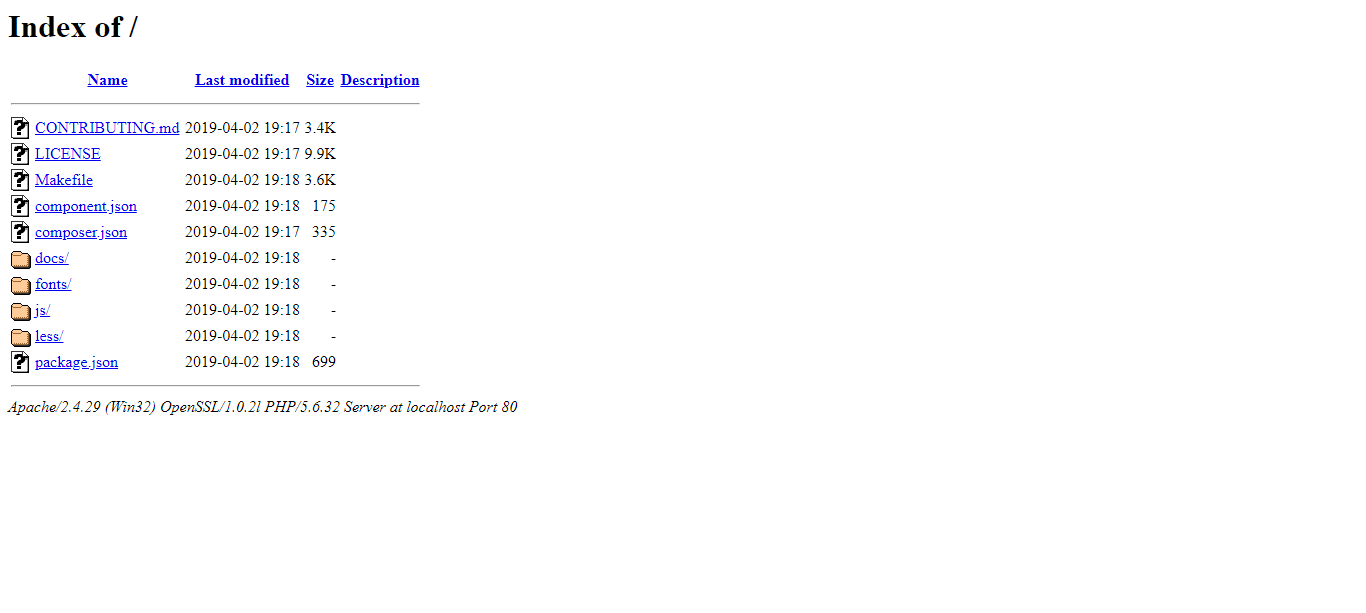 Index of /
Name Last modified Size Description
CONTRIBUTING.md 2019-04-02 19:17 3.4K
LICENSE 2019-04-02 19:17 9.9K
Makefile 2019-04-02 19:18 3.6K
component.json 2019-04-02 19:18 175
composer.json 2019-04-02 19:17 335
docs/ 2019-04-02 19:18 -
fonts/ 2019-04-02 19:18 -
js/ 2019-04-02 19:18 -
less/ 2019-04-02 19:18 -
package.json 2019-04-02 19:18 699
Apache/2.4.29 (Win32) OpenSSL/1.0.2l PHP/5.6.32 Server at localhost Port 80